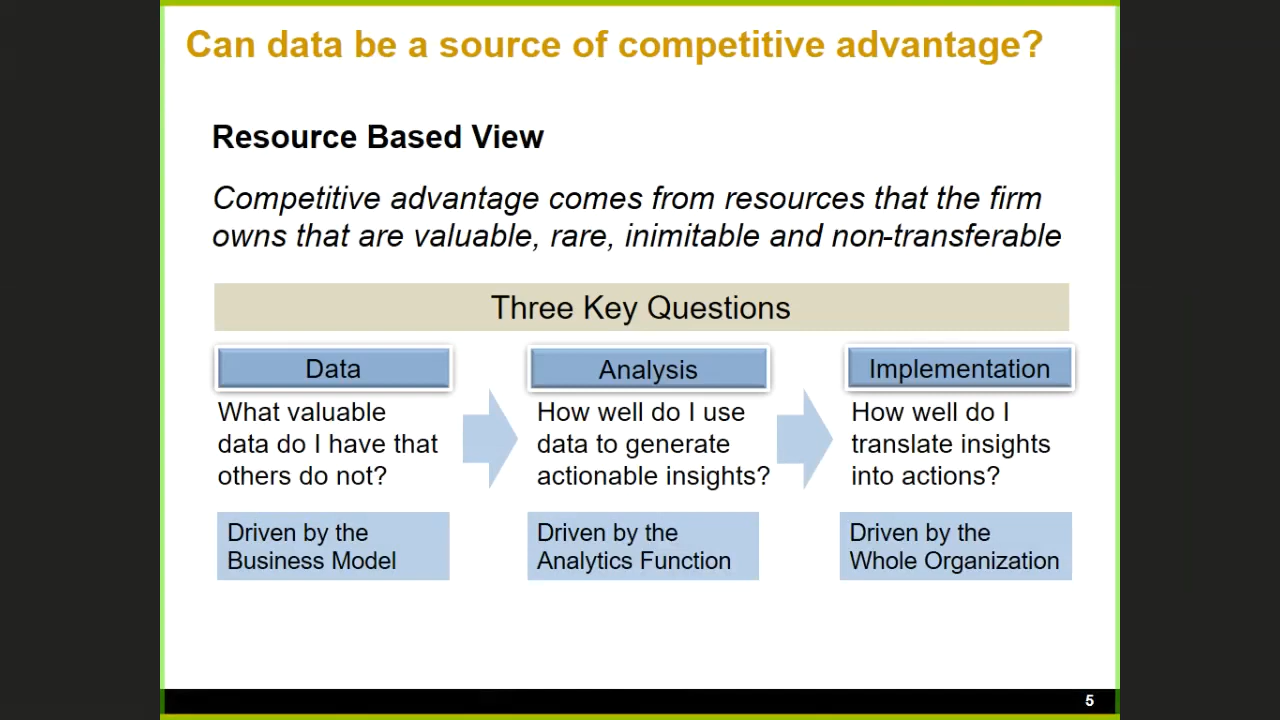 Can data be a source of competitive advantage?
Resource Based View
Competitive advantage comes from resources that the firm
owns that are valuable, rare, inimitable and non-transferable
Three Key Questions
Data
What valuable
data do I have that
others do not?
Driven by the
Business Model
Analysis
How well do I use
data to generate
actionable insights?
Driven by the
Analytics Function
Implementation
How well do I
translate insights
into actions?
Driven by the
Whole Organization
5